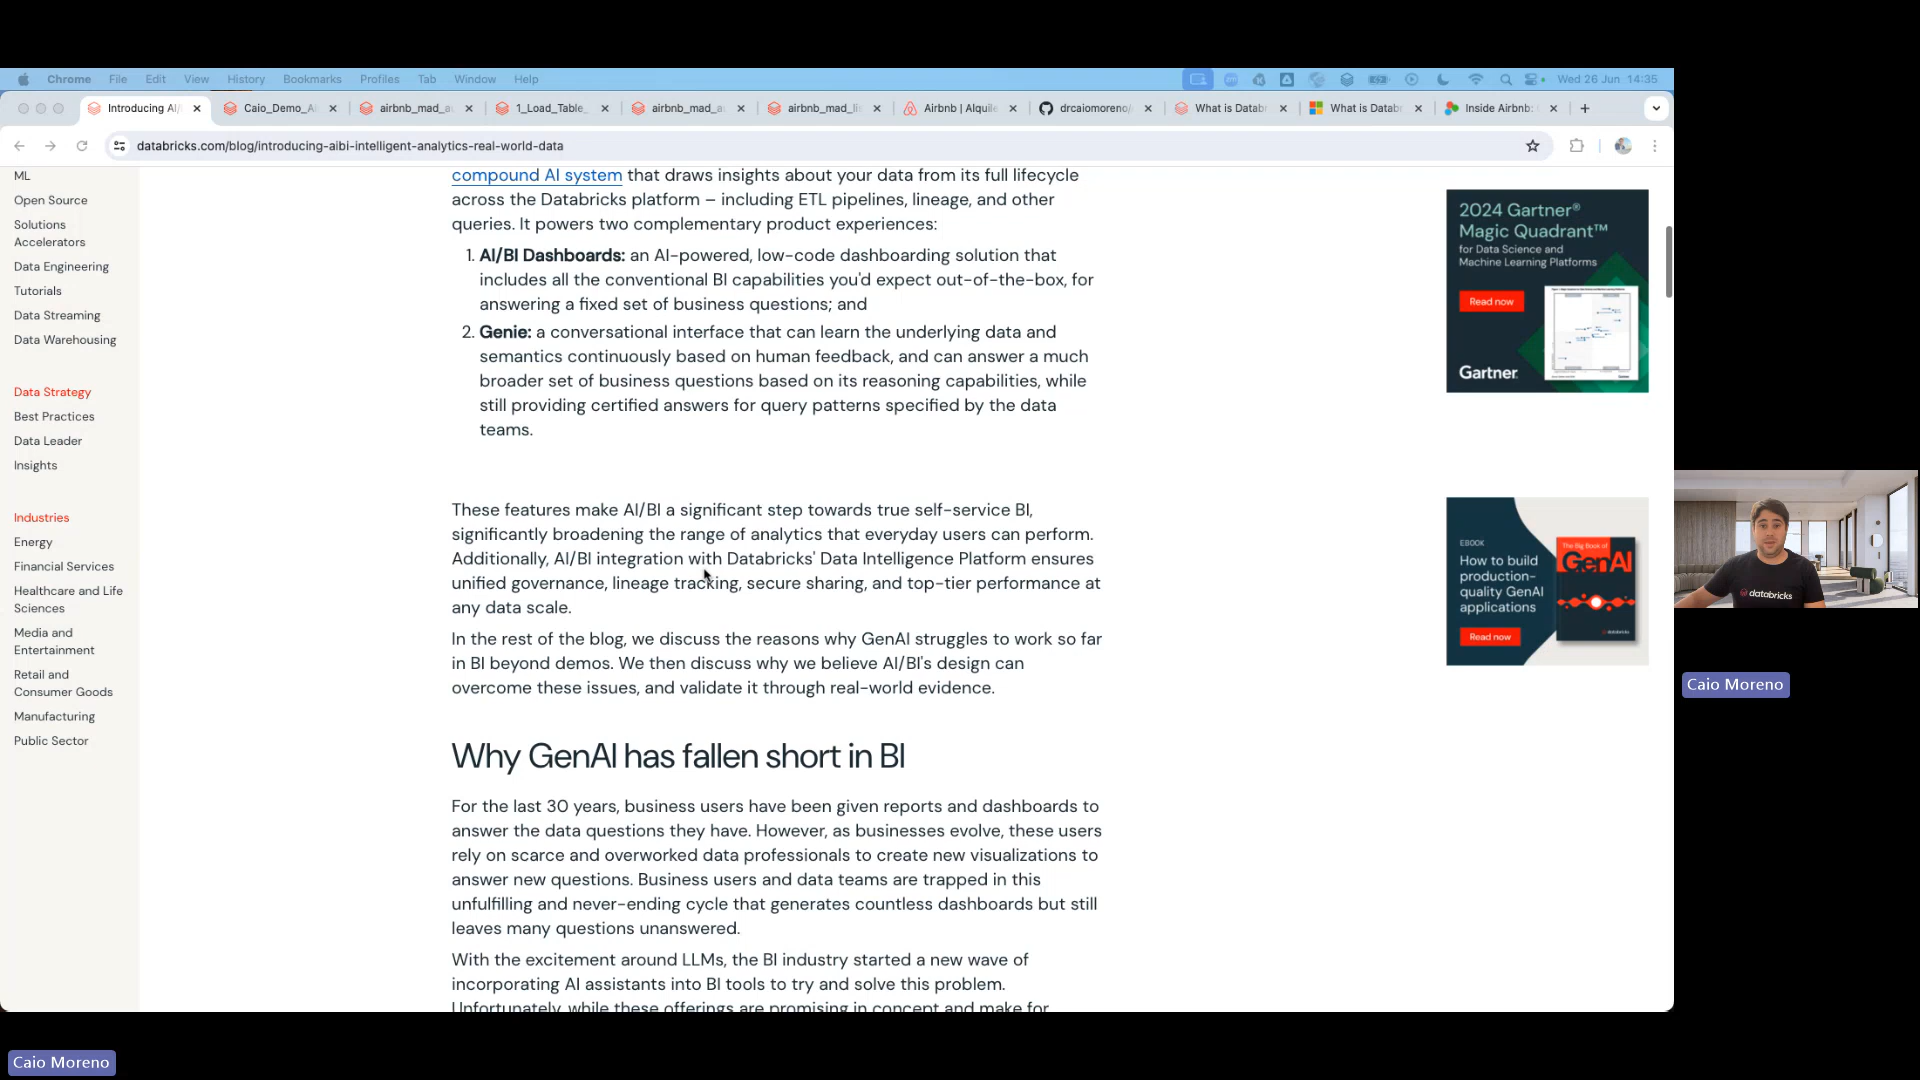 Chrome File Edit View History Bookmarks Profiles Tab Window Help Wed 26 Jun 14:35
Introducing AI/ Caio_Demo_A airbnb_mad_a 1_Load_Table_ airbnb_mad_a airbnb_mad_li Airbnb | Alquile drcaiomoreno/ What is Datab What is Databr Inside Airbnb:
databricks.com/blog/introducing-aibi-intelligent-analytics-real-world-data
ML
Open Source
Solutions
Accelerators
Data Engineering
Tutorials
Data Streaming
Data Warehousing
Data Strategy
Best Practices
Data Leader
Insights
Industries
Energy
Financial Services
Healthcare and Life
Sciences
Media and
Entertainment
Retail and
Consumer Goods
Manufacturing
Public Sector
compound AI system that draws insights about your data from its full lifecycle
across the Databricks platform – including ETL pipelines, lineage, and other
queries. It powers two complementary product experiences:
1. AI/BI Dashboards: an AI-powered, low-code dashboarding solution that
includes all the conventional BI capabilities you'd expect out-of-the-box, for
answering a fixed set of business questions; and
2. Genie: a conversational interface that can learn the underlying data and
semantics continuously based on human feedback, and can answer a much
broader set of business questions based on its reasoning capabilities, while
still providing certified answers for query patterns specified by the data
teams.
These features make AI/BI a significant step towards true self-service BI,
significantly broadening the range of analytics that everyday users can perform.
Additionally, AI/BI integration with Databricks' Data Intelligence Platform ensures
unified governance, lineage tracking, secure sharing, and top-tier performance at
any data scale.
In the rest of the blog, we discuss the reasons why GenAI struggles to work so far
in BI beyond demos. We then discuss why we believe AI/BI's design can
overcome these issues, and validate it through real-world evidence.
Why GenAI has fallen short in BI
For the last 30 years, business users have been given reports and dashboards to
answer the data questions they have. However, as businesses evolve, these users
rely on scarce and overworked data professionals to create new visualizations to
answer new questions. Business users and data teams are trapped in this
unfulfilling and never-ending cycle that generates countless dashboards but still
leaves many questions unanswered.
With the excitement around LLMs, the BI industry started a new wave of
incorporating AI assistants into BI tools to try and solve this problem.
Unfortunately, while these offerings are promising in concept and make for
2024 Gartner®
Magic Quadrant™
for Data Science and
Machine Learning Platforms
Read now
Gartner
EBOOK
How to build
production-
quality GenAI
applications
Read now
The Big Book of
GenAI
databricks
Caio Moreno
Caio Moreno